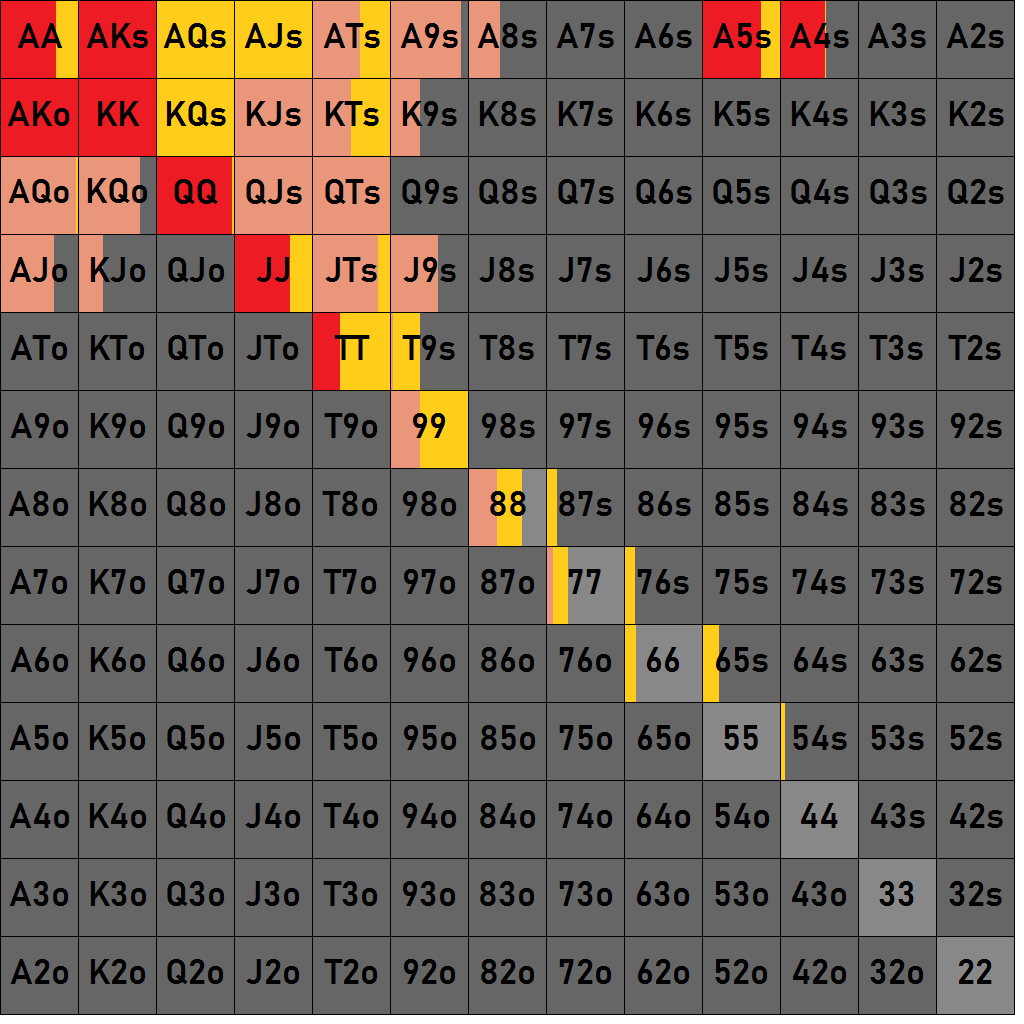 AA AKs AQs AJs ATs A9s A8s A7s A6s A5s A4s A3s A2s
AKo KK KQs KJs KTs K9s K8s K7s K6s K5s K4s K3s K2s
AQo KQo QQ QJs QTs Q9s Q8s Q7s Q6s Q5s Q4s Q3s Q2s
AJo KJo QJo JJ JTs J9s J8s J7s J6s J5s J4s J3s J2s
ATo KTo QTo JTo TT T9s T8s T7s T6s T5s T4s T3s T2s
A9o K9o Q9o J9o T9o 99 98s 97s 96s 95s 94s 93s 92s
A8o K8o Q8o J8o T8o 98o 88 87s 86s 85s 84s 83s 82s
A7o K7o Q7o J7o T7o 97o 87o 77 76s 75s 74s 73s 72s
A6o K6o Q6o J6o T6o 96o 86o 76o 66 65s 64s 63s 62s
A5o K5o Q5o J5o T5o 95o 85o 75o 65o 55 54s 53s 52s
A4o K4o Q4o J4o T4o 94o 84o 74o 64o 54o 44 43s 42s
A3o K3o Q3o J3o T3o 93o 83o 73o 63o 53o 43o 33 32s
A2o K2o Q2o J2o T2o 92o 82o 72o 62o 52o 42o 32o 22